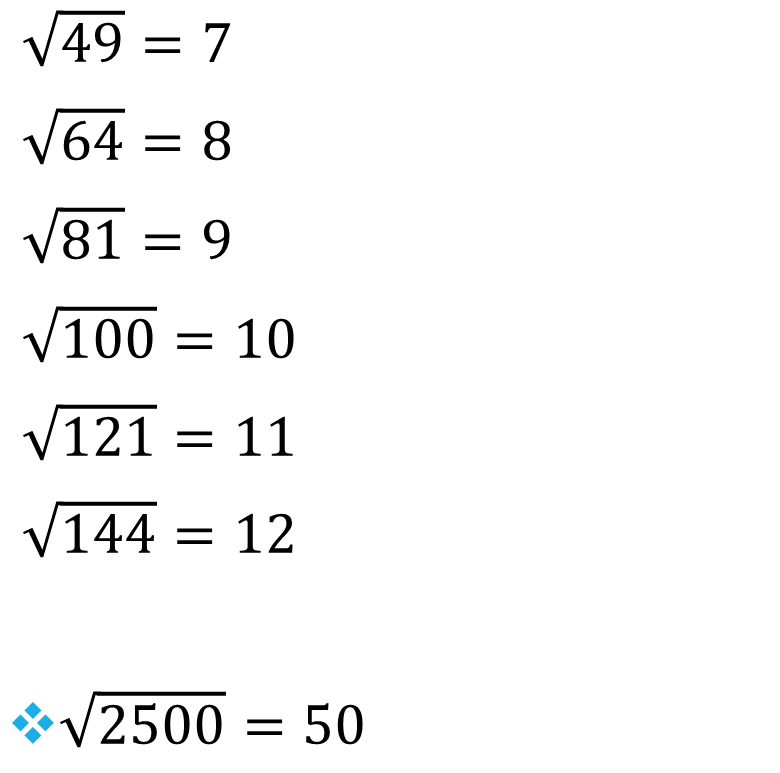 √49 = 7
√64 = 8
√81 = 9
√100 = 10
√121 = 11
√144 = 12
❖√2500 = 50